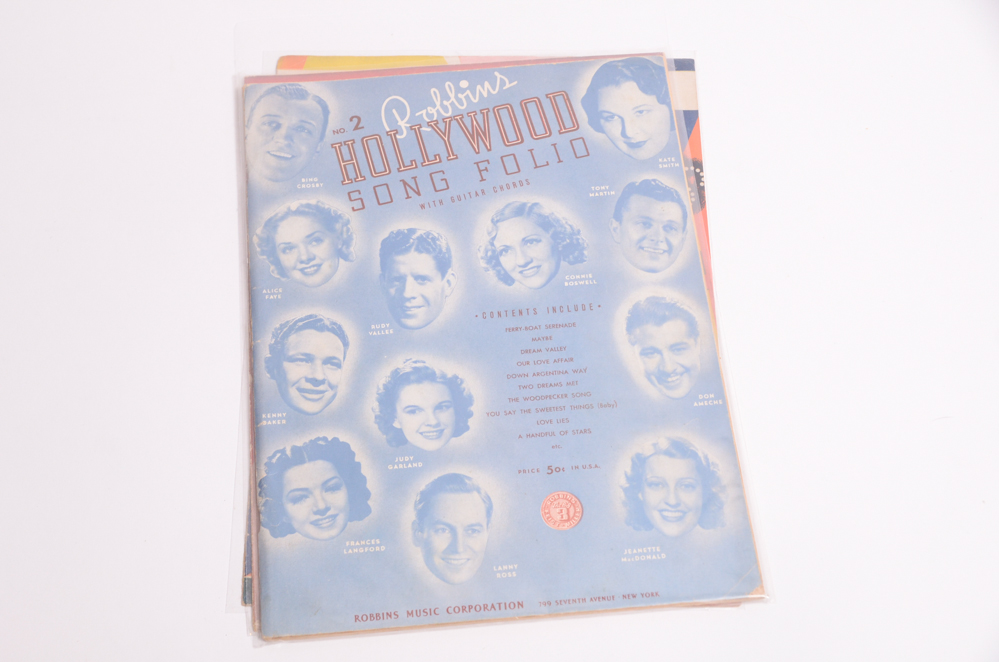 Robbins
NO. 2
HOLLYWOOD
SONG FOLIO
WITH GUITAR CHORDS
BING
CROSBY
KATE
SMITH
TONY
MARTIN
ALICE
FAYE
RUDY
VALLEE
CONNIE
BOSWELL
• CONTENTS INCLUDE •
FERRY-BOAT SERENADE
MAYBE
DREAM VALLEY
OUR LOVE AFFAIR
DOWN ARGENTINA WAY
TWO DREAMS MET
THE WOODPECKER SONG
YOU SAY THE SWEETEST THINGS (Baby)
LOVE LIES
A HANDFUL OF STARS
etc.
KENNY
BAKER
DON
AMECHE
JUDY
GARLAND
PRICE 50¢ IN U.S.A.
FRANCES
LANGFORD
LANNY
ROSS
JEANETTE
MacDONALD
ROBBINS MUSIC CORPORATION 799 SEVENTH AVENUE · NEW YORK